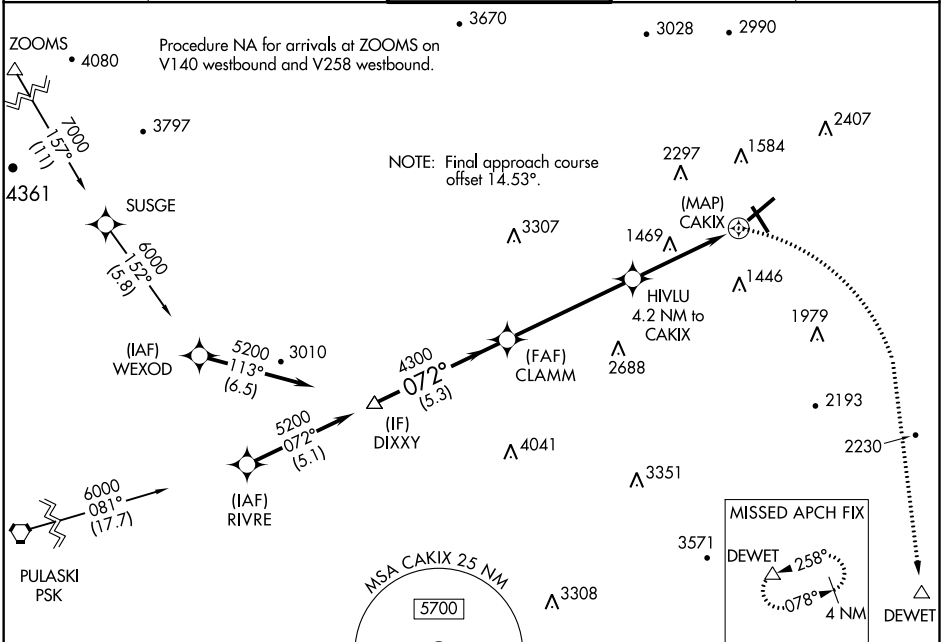 3670
3028
2990
ZOOMS
4080
Procedure NA for arrivals at ZOOMS on
V140 westbound and V258 westbound.
7000
157°
(11)
3797
2407
4361
NOTE: Final approach course
offset 14.53°.
2297
1584
SUSGE
(MAP)
CAKIX
3307
1469
6000
152°
(5.8)
HIVLU
4.2 NM to
CAKIX
1446
1979
(IAF)
WEXOD
5200
113°
(6.5)
3010
4300
072°
(5.3)
(FAF)
CLAMM
2688
5200
072°
(5.1)
(IF)
DIXXY
2193
2230
4041
3351
6000
081°
(17.7)
(IAF)
RIVRE
PULASKI
PSK
MISSED APCH FIX
3571
DEWET
258°
078°
4 NM
DEWET
MSA CAKIX 25 NM
5700
3308